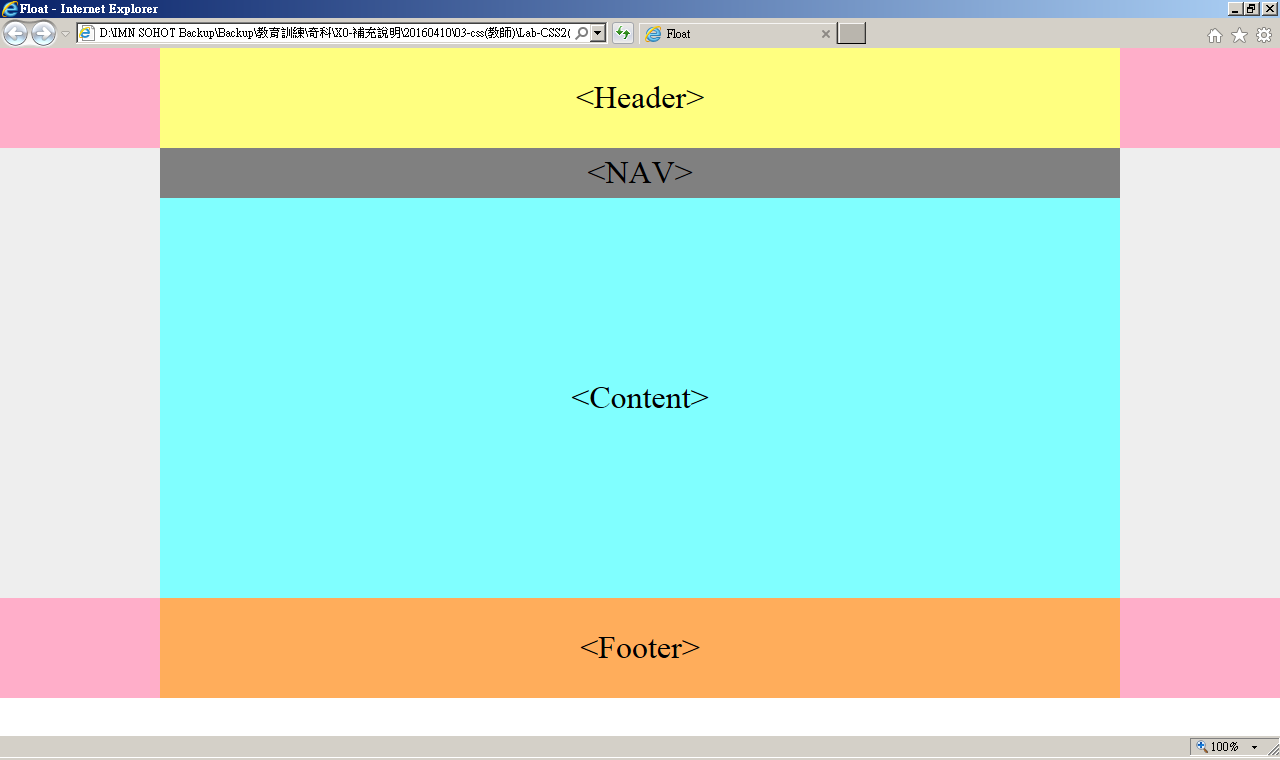 Float - Internet Explorer
D:\IMN SOHO1 Backup\Backup\教育訓練\奇科\X0-補充說明\20160410\03-css(教師)\Lab-CSS2(
Float
<Header>
<NAV>
<Content>
<Footer>
100%